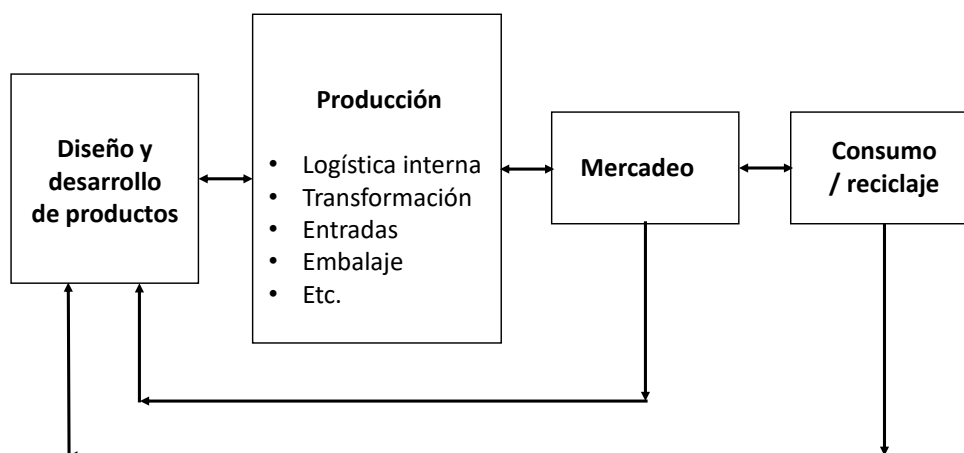 Diseño y
desarrollo
de productos
Producción
• Logística interna
• Transformación
• Entradas
• Embalaje
• Etc.
Mercadeo
Consumo
/ reciclaje